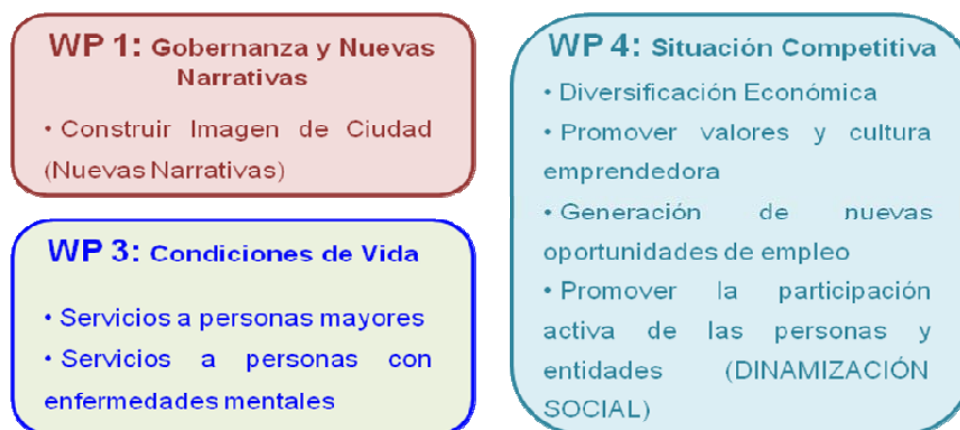 WP 1: Gobernanza y Nuevas
Narrativas
• Construir Imagen de Ciudad
(Nuevas Narrativas)
WP 3: Condiciones de Vida
• Servicios a personas mayores
• Servicios a personas con
enfermedades mentales
WP 4: Situación Competitiva
• Diversificación Económica
• Promover valores y cultura
emprendedora
• Generación de nuevas
oportunidades de empleo
• Promover la participación
activa de las personas y
entidades (DINAMIZACIÓN
SOCIAL)